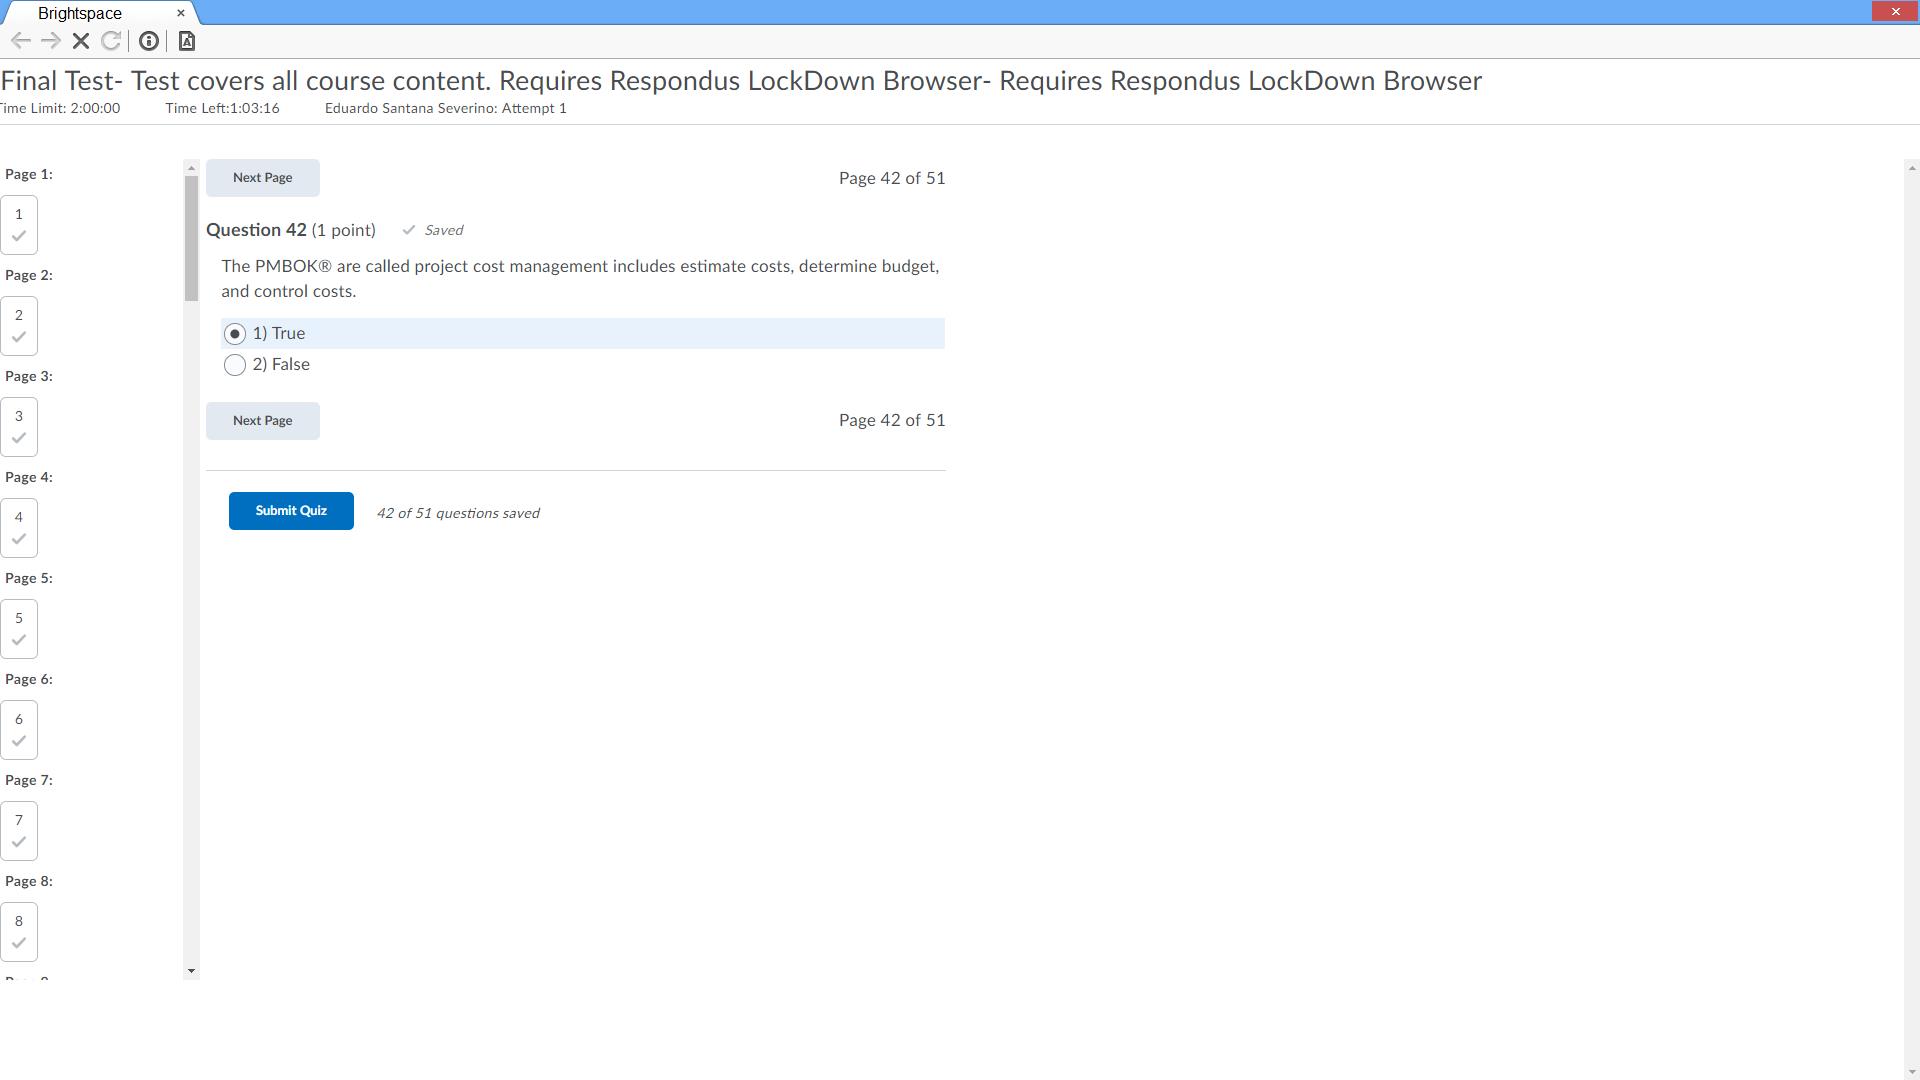 Brightspace
Final Test- Test covers all course content. Requires Respondus LockDown Browser- Requires Respondus LockDown Browser
Time Limit: 2:00:00 Time Left:1:03:16 Eduardo Santana Severino: Attempt 1
Page 1:
1
Page 2:
2
Page 3:
3
Page 4:
4
Page 5:
5
Page 6:
6
Page 7:
7
Page 8:
8
Next Page Page 42 of 51
Question 42 (1 point) Saved
The PMBOK® are called project cost management includes estimate costs, determine budget,
and control costs.
1) True
2) False
Next Page Page 42 of 51
Submit Quiz 42 of 51 questions saved